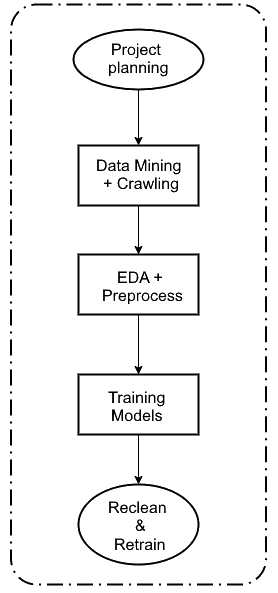 Project
planning
Data Mining
+ Crawling
EDA +
Preprocess
Training
Models
Reclean
&
Retrain